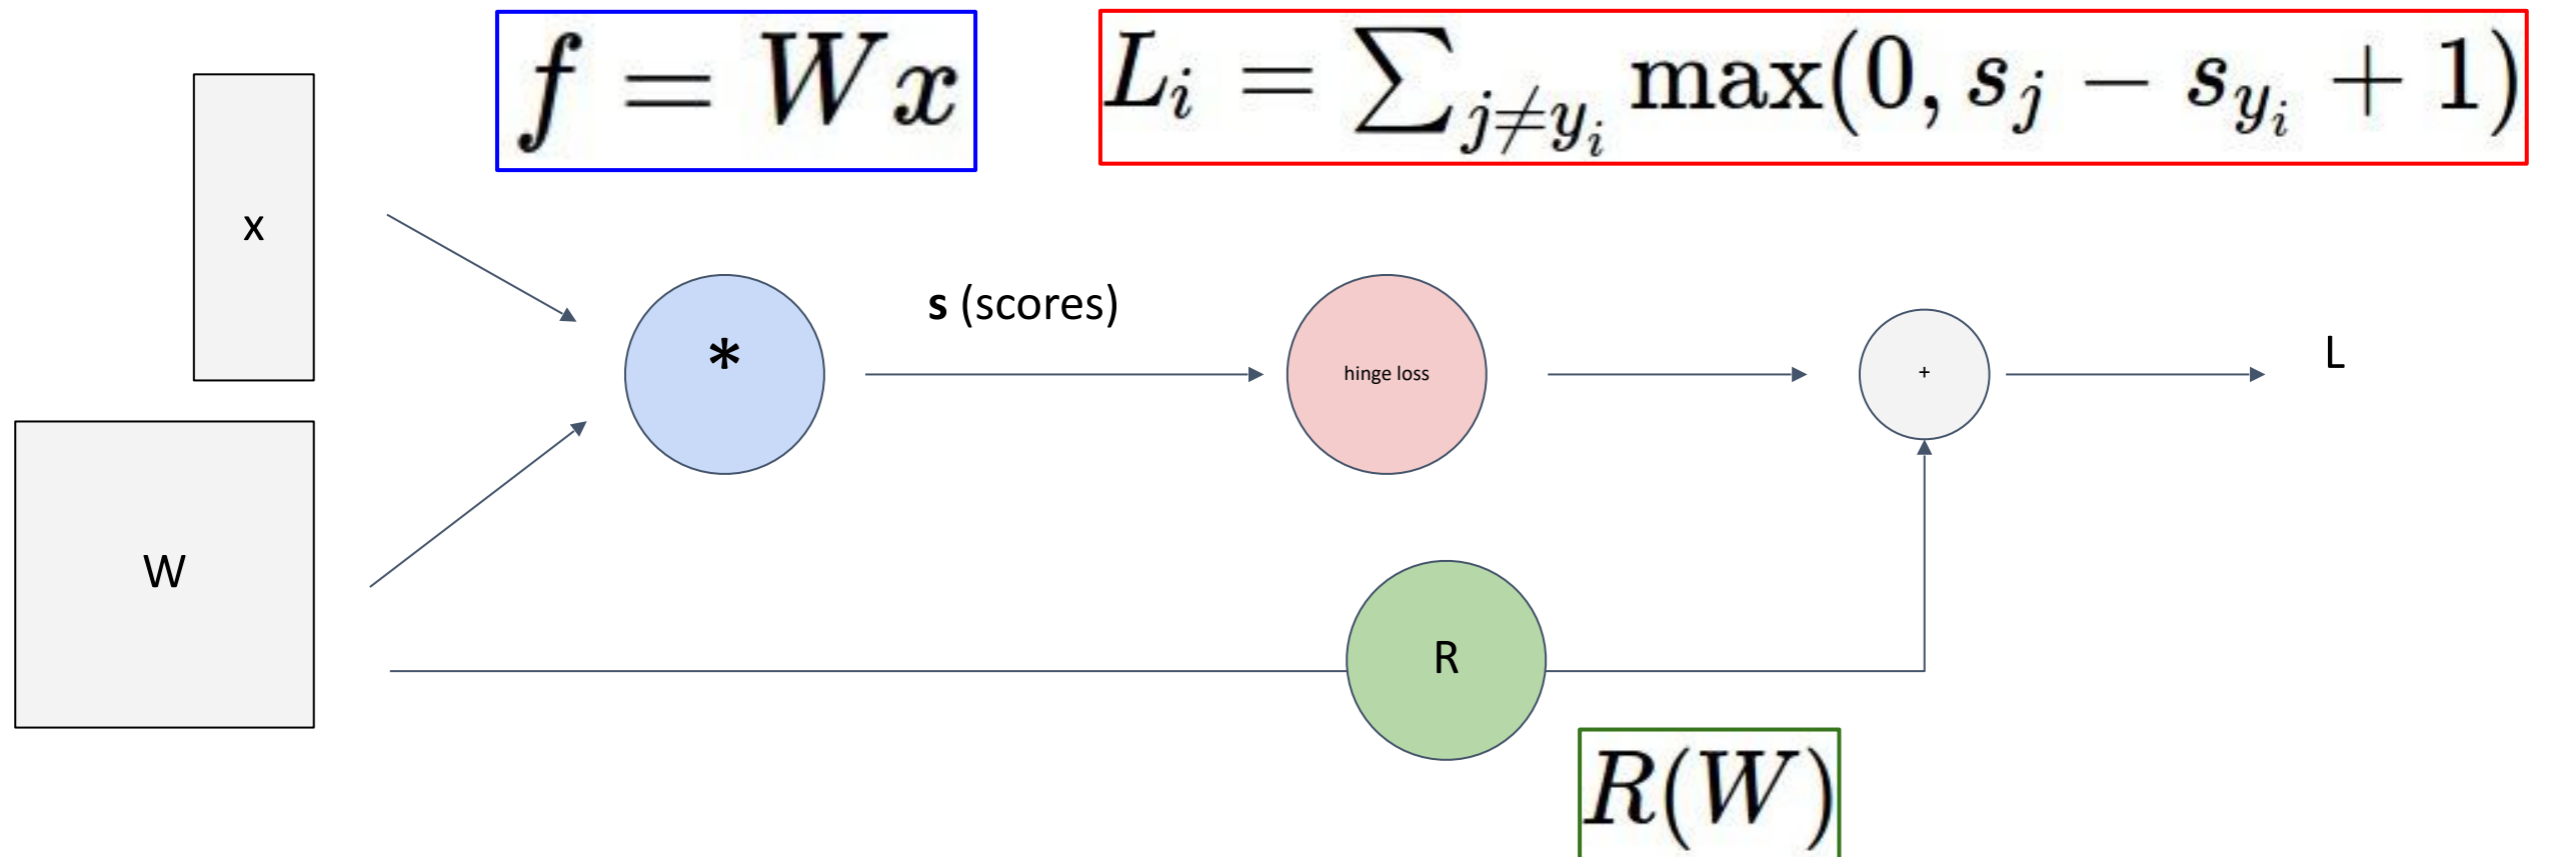 f = Wx
L_i = ∑_{j≠y_i} max(0, s_j − s_{y_i} + 1)
x
s (scores)
*
hinge loss
+
L
W
R
R(W)